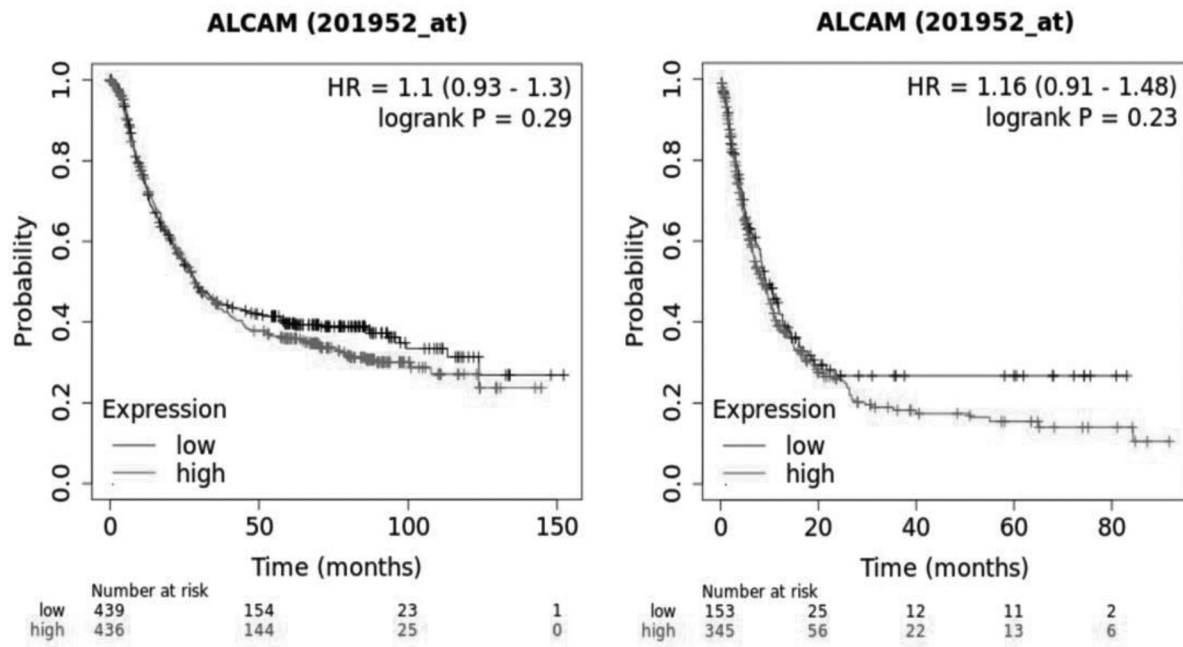 ALCAM (201952_at)
HR = 1.1 (0.93 - 1.3)
logrank P = 0.29
Probability
1.0
0.8
0.6
0.4
0.2
0.0
Expression
low
high
0 50 100 150
Time (months)
Number at risk
low 439 154 23 1
high 436 144 25 0
ALCAM (201952_at)
HR = 1.16 (0.91 - 1.48)
logrank P = 0.23
Probability
1.0
0.8
0.6
0.4
0.2
0.0
Expression
low
high
0 20 40 60 80
Time (months)
Number at risk
low 153 25 12 11 2
high 345 56 22 13 6